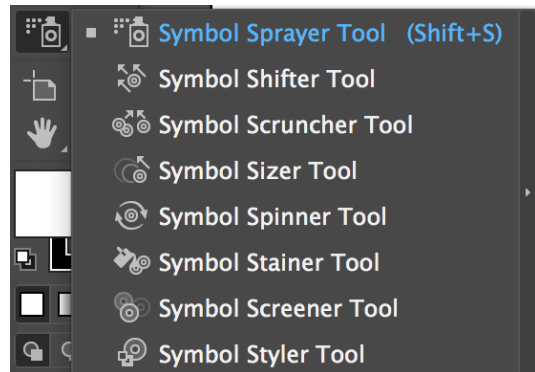 Symbol Sprayer Tool (Shift+S)
Symbol Shifter Tool
Symbol Scruncher Tool
Symbol Sizer Tool
Symbol Spinner Tool
Symbol Stainer Tool
Symbol Screener Tool
Symbol Styler Tool